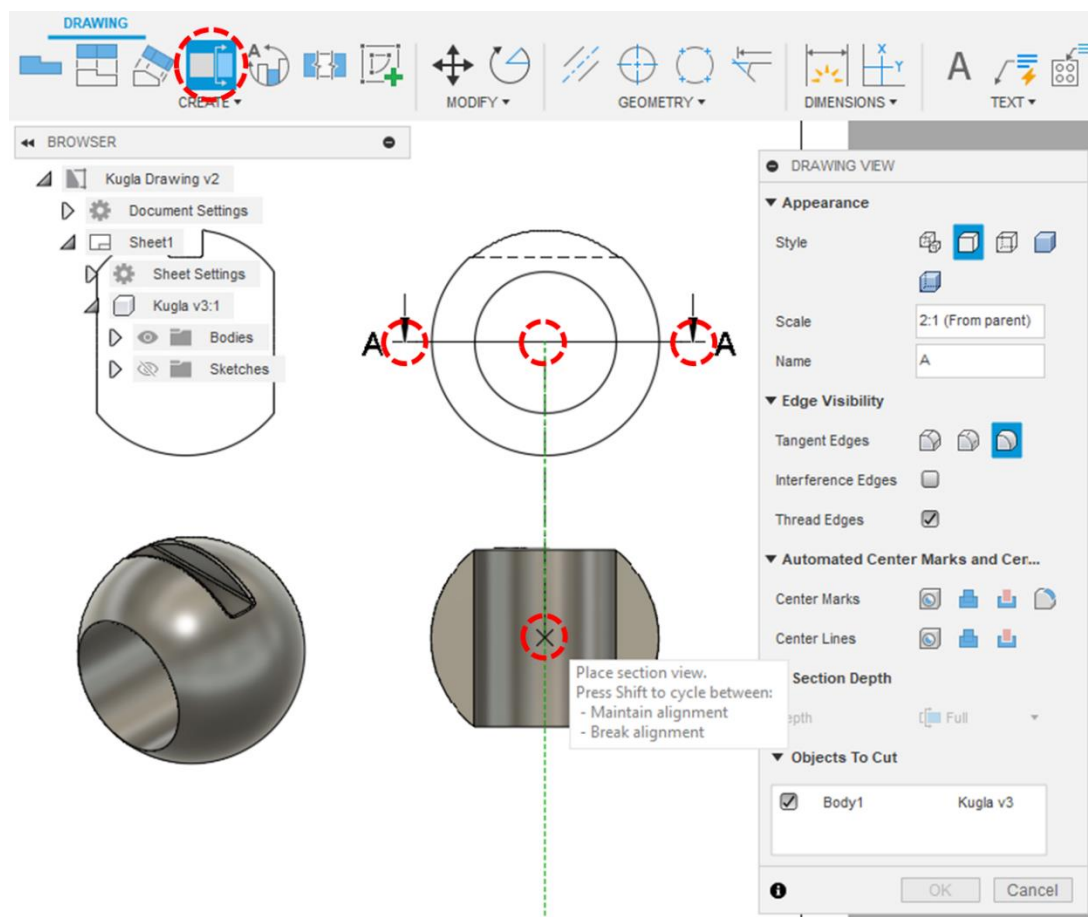 DRAWING
A
CREATE ▾
MODIFY ▾
GEOMETRY ▾
X
Y
DIMENSIONS ▾
A
TEXT ▾
BROWSER
Kugla Drawing v2
Document Settings
Sheet1
Sheet Settings
Kugla v3:1
Bodies
Sketches
A
A
Place section view.
Press Shift to cycle between:
- Maintain alignment
- Break alignment
DRAWING VIEW
Appearance
Style
Scale 2:1 (From parent)
Name A
Edge Visibility
Tangent Edges
Interference Edges
Thread Edges
Automated Center Marks and Cer...
Center Marks
Center Lines
Section Depth
epth Full
Objects To Cut
Body1 Kugla v3
OK Cancel